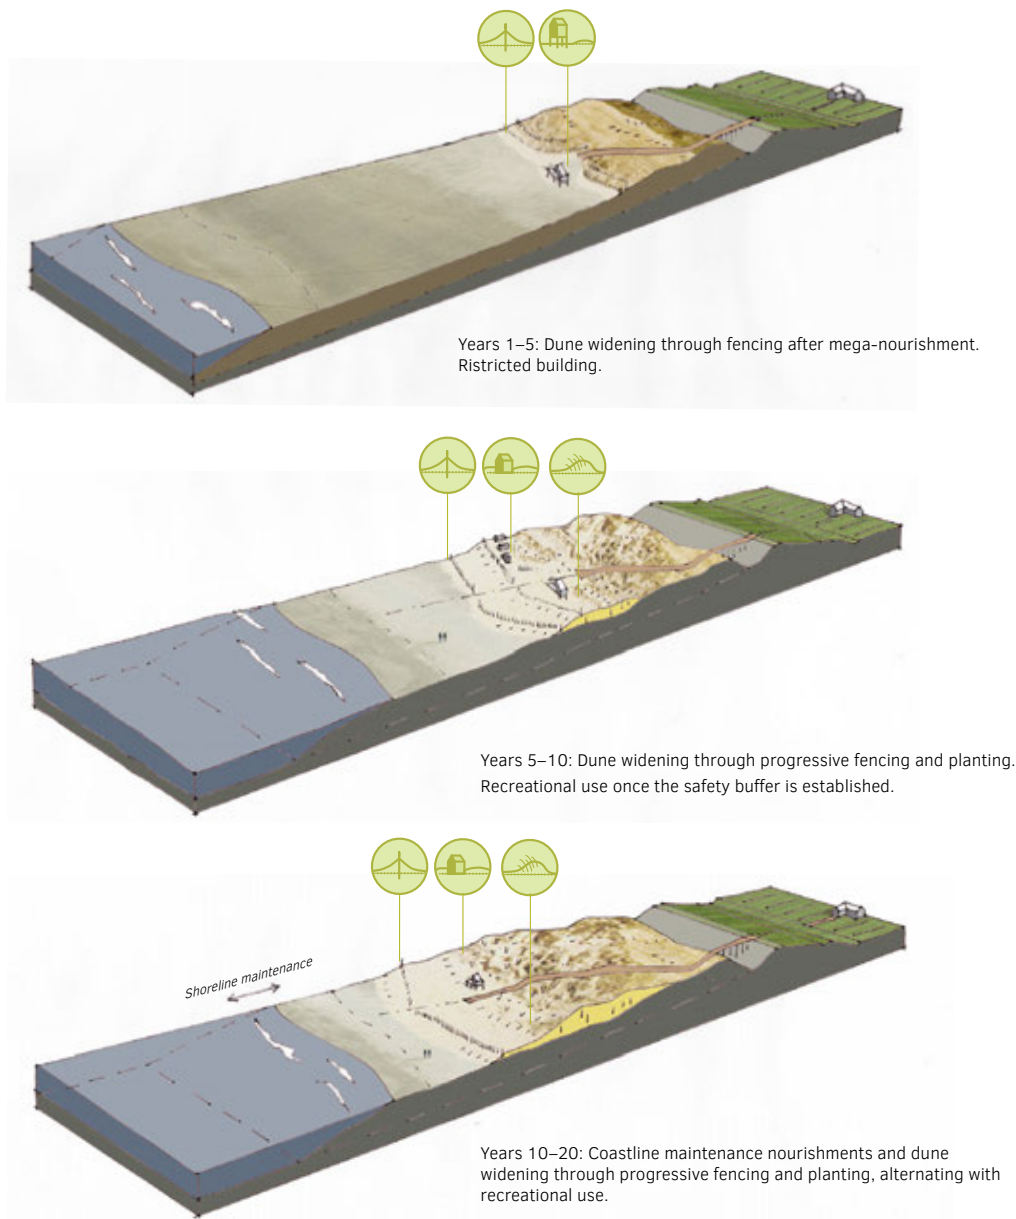 Years 1–5: Dune widening through fencing after mega-nourishment.
Ristricted building.
Years 5–10: Dune widening through progressive fencing and planting.
Recreational use once the safety buffer is established.
Shoreline maintenance
Years 10–20: Coastline maintenance nourishments and dune
widening through progressive fencing and planting, alternating with
recreational use.